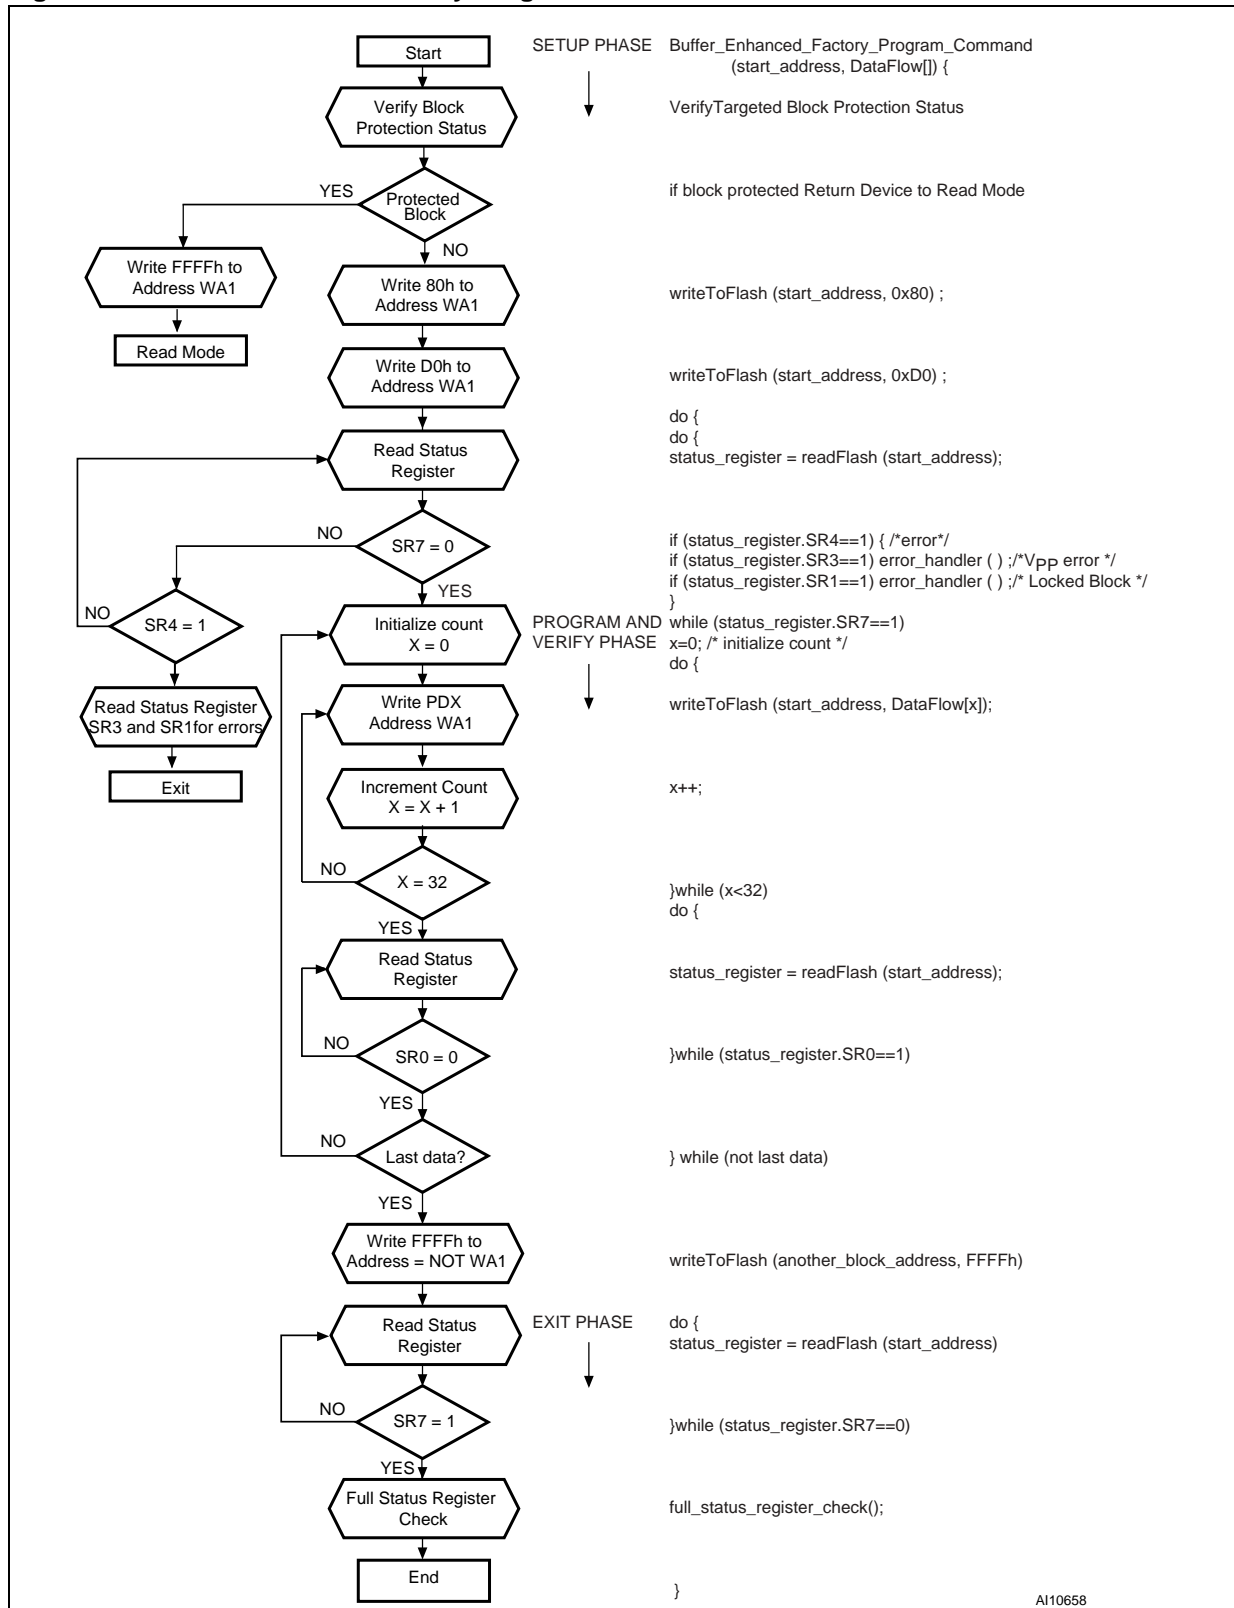 Start
SETUP PHASE
Buffer_Enhanced_Factory_Program_Command
(start_address, DataFlow[]) {
Verify Block
Protection Status
VerifyTargeted Block Protection Status
YES
Protected
Block
if block protected Return Device to Read Mode
NO
Write FFFFh to
Address WA1
Write 80h to
Address WA1
writeToFlash (start_address, 0x80) ;
Read Mode
Write D0h to
Address WA1
writeToFlash (start_address, 0xD0) ;
do {
do {
Read Status
Register
status_register = readFlash (start_address);
NO
SR7 = 0
if (status_register.SR4==1) { /*error*/
if (status_register.SR3==1) error_handler ( ) ;/*VPP error */
if (status_register.SR1==1) error_handler ( ) ;/* Locked Block */
}
YES
NO
SR4 = 1
Initialize count
X = 0
PROGRAM AND
VERIFY PHASE
while (status_register.SR7==1)
x=0; /* initialize count */
do {
Read Status Register
SR3 and SR1for errors
Write PDX
Address WA1
writeToFlash (start_address, DataFlow[x]);
Exit
Increment Count
X = X + 1
x++;
NO
X = 32
}while (x<32)
do {
YES
Read Status
Register
status_register = readFlash (start_address);
NO
SR0 = 0
}while (status_register.SR0==1)
YES
NO
Last data?
} while (not last data)
YES
Write FFFFh to
Address = NOT WA1
writeToFlash (another_block_address, FFFFh)
Read Status
Register
EXIT PHASE
do {
status_register = readFlash (start_address)
NO
SR7 = 1
}while (status_register.SR7==0)
YES
Full Status Register
Check
full_status_register_check();
End
}
AI10658